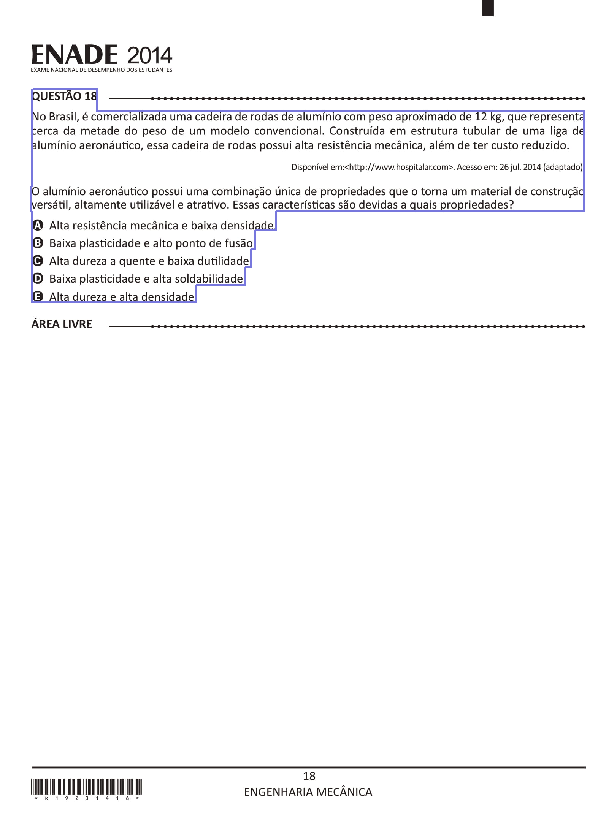 ENADE 2014
EXAME NACIONAL DE DESEMPENHO DOS ESTUDANTES
QUESTÃO 18
No Brasil, é comercializada uma cadeira de rodas de alumínio com peso aproximado de 12 kg, que representa
cerca da metade do peso de um modelo convencional. Construída em estrutura tubular de uma liga de
alumínio aeronáutico, essa cadeira de rodas possui alta resistência mecânica, além de ter custo reduzido.
Disponível em:<http://www.hospitalar.com>. Acesso em: 26 jul. 2014 (adaptado)
O alumínio aeronáutico possui uma combinação única de propriedades que o torna um material de construção
versátil, altamente utilizável e atrativo. Essas características são devidas a quais propriedades?
A Alta resistência mecânica e baixa densidade
B Baixa plasticidade e alto ponto de fusão
C Alta dureza a quente e baixa dutilidade
D Baixa plasticidade e alta soldabilidade
E Alta dureza e alta densidade
ÁREA LIVRE
18
ENGENHARIA MECÂNICA